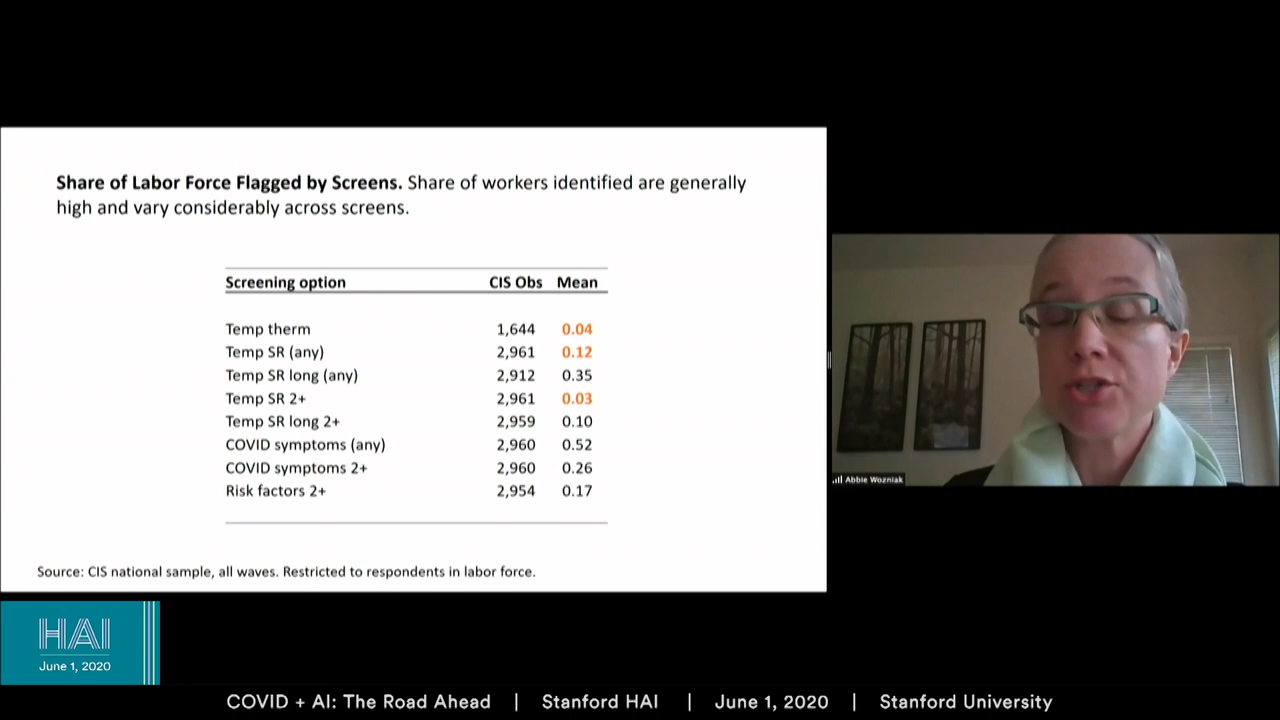 Share of Labor Force Flagged by Screens. Share of workers identified are generally
high and vary considerably across screens.
Screening option CIS Obs Mean
Temp therm 1,644 0.04
Temp SR (any) 2,961 0.12
Temp SR long (any) 2,912 0.35
Temp SR 2+ 2,961 0.03
Temp SR long 2+ 2,959 0.10
COVID symptoms (any) 2,960 0.52
COVID symptoms 2+ 2,960 0.26
Risk factors 2+ 2,954 0.17
Source: CIS national sample, all waves. Restricted to respondents in labor force.
Abbie Wozniak
HAI
June 1, 2020
COVID + AI: The Road Ahead | Stanford HAI | June 1, 2020 | Stanford University